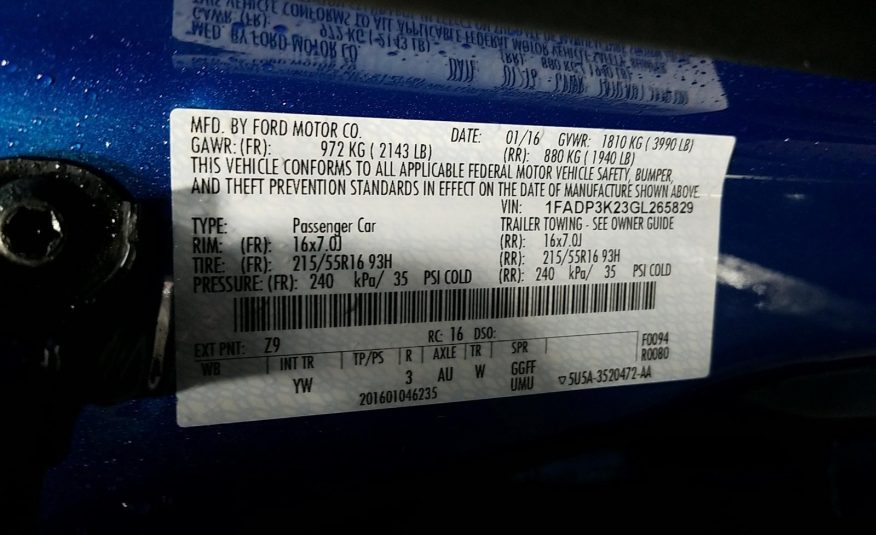 MFD. BY FORD MOTOR CO. DATE: 01/16 GVWR: 1810 KG ( 3990 LB)
GAWR: (FR): 972 KG ( 2143 LB) (RR): 880 KG ( 1940 LB)
THIS VEHICLE CONFORMS TO ALL APPLICABLE FEDERAL MOTOR VEHICLE SAFETY, BUMPER,
AND THEFT PREVENTION STANDARDS IN EFFECT ON THE DATE OF MANUFACTURE SHOWN ABOVE.
VIN: 1FADP3K23GL265829
TYPE: Passenger Car TRAILER TOWING - SEE OWNER GUIDE
RIM: (FR): 16x7.0J (RR): 16x7.0J
TIRE: (FR): 215/55R16 93H (RR): 215/55R16 93H
PRESSURE: (FR): 240 kPa/ 35 PSI COLD (RR): 240 kPa/ 35 PSI COLD
EXT PNT: Z9 RC: 16 DSO: F0094
WB INT TR TP/PS R AXLE TR SPR R0080
YW 3 AU W GGFF
UMU ▽5U5A-3520472-AA
201601046235